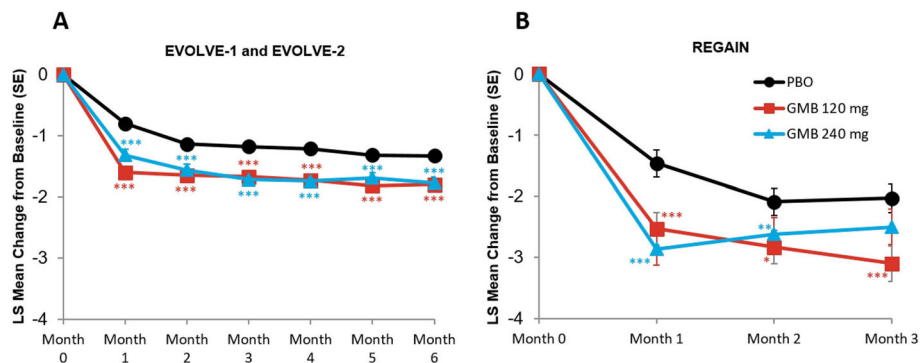 A
EVOLVE-1 and EVOLVE-2
LS Mean Change from Baseline (SE)
0
-1
-2
-3
-4
*** *** *** *** *** ***
*** *** *** *** *** ***
Month 0
Month 1
Month 2
Month 3
Month 4
Month 5
Month 6
B
REGAIN
LS Mean Change from Baseline (SE)
PBO
GMB 120 mg
GMB 240 mg
0
-1
-2
-3
-4
***
**
***
*
***
Month 0
Month 1
Month 2
Month 3